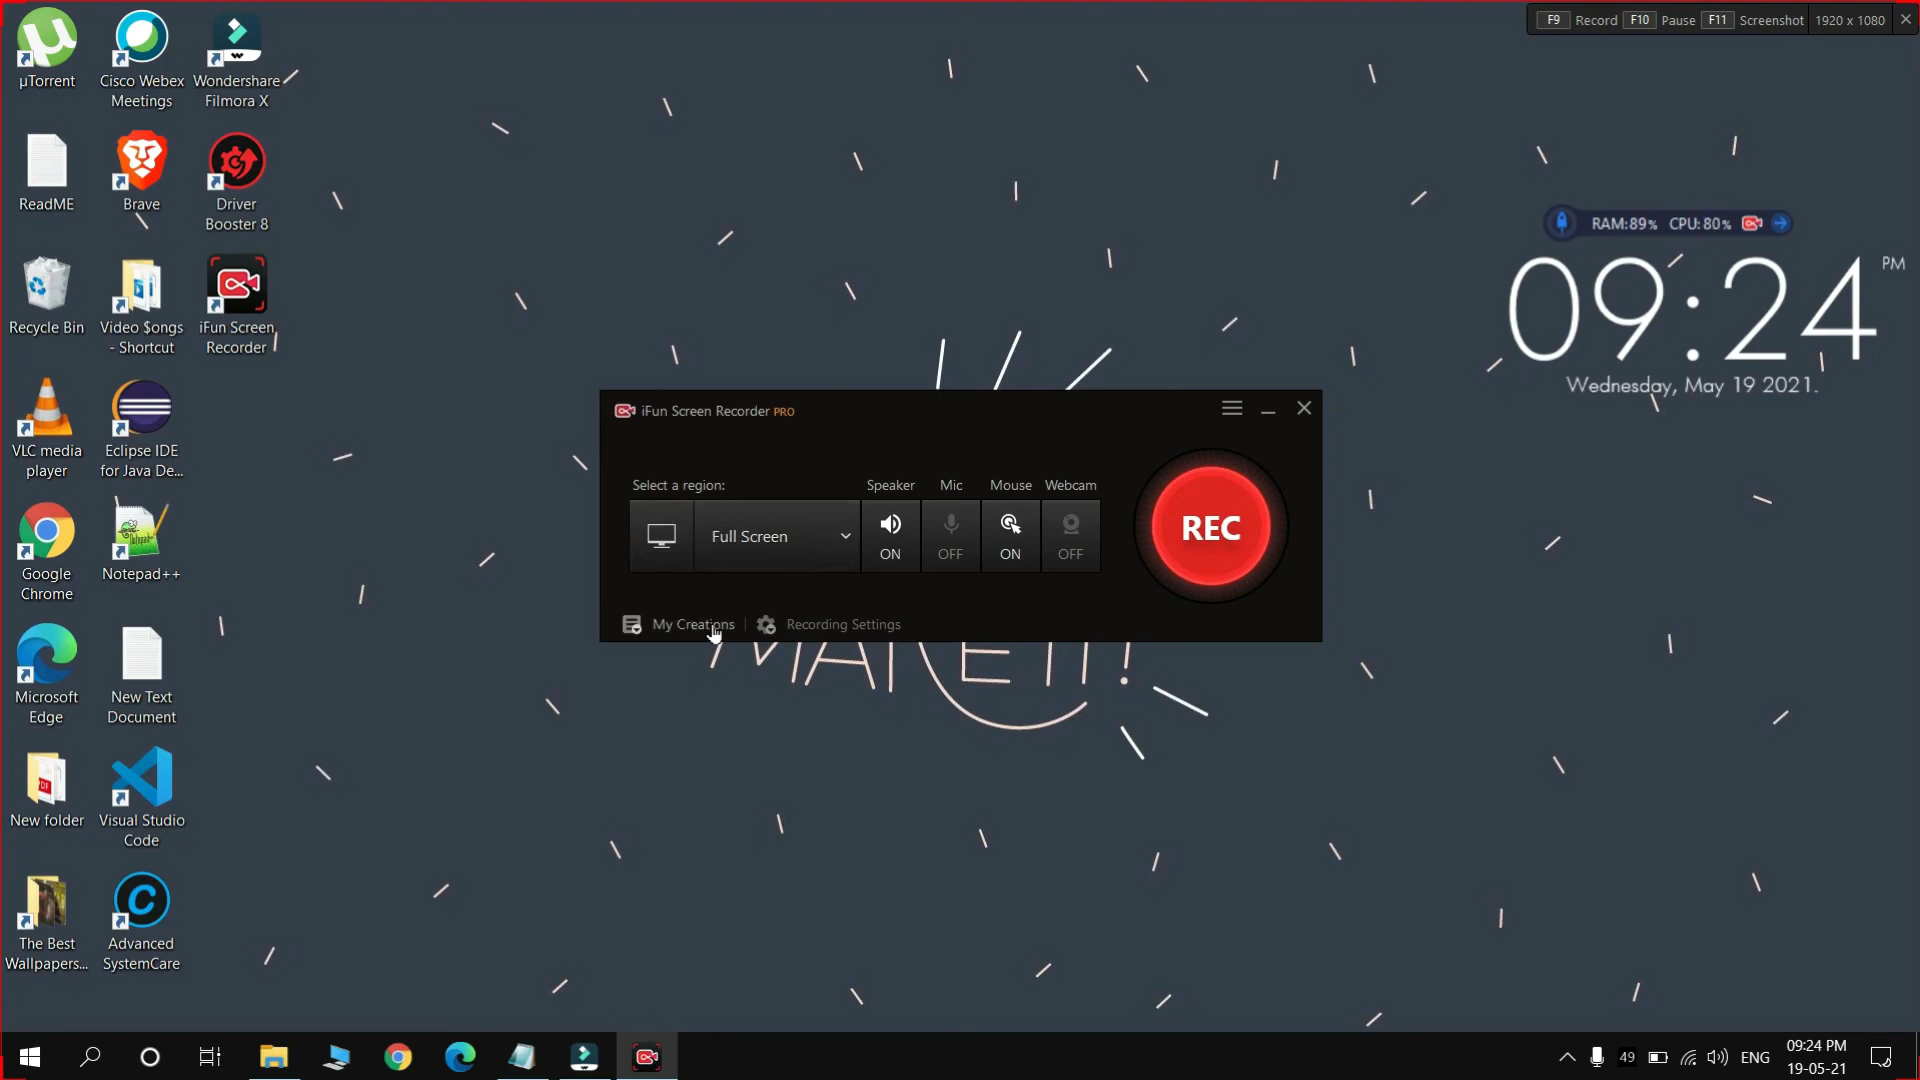 F9 Record F10 Pause F11 Screenshot 1920 x 1080
µTorrent
Cisco Webex
Meetings
Wondershare
Filmora X
ReadME
Brave
Driver
Booster 8
Recycle Bin
Video $ongs
- Shortcut
iFun Screen
Recorder
VLC media
player
Eclipse IDE
for Java De...
Google
Chrome
Notepad++
Microsoft
Edge
New Text
Document
New folder
Visual Studio
Code
The Best
Wallpapers...
Advanced
SystemCare
RAM:89% CPU:80%
09:24 PM
Wednesday, May 19 2021.
iFun Screen Recorder PRO
Select a region:
Speaker
Mic
Mouse
Webcam
Full Screen
ON
OFF
ON
OFF
REC
My Creations
Recording Settings
49
ENG
09:24 PM
19-05-21